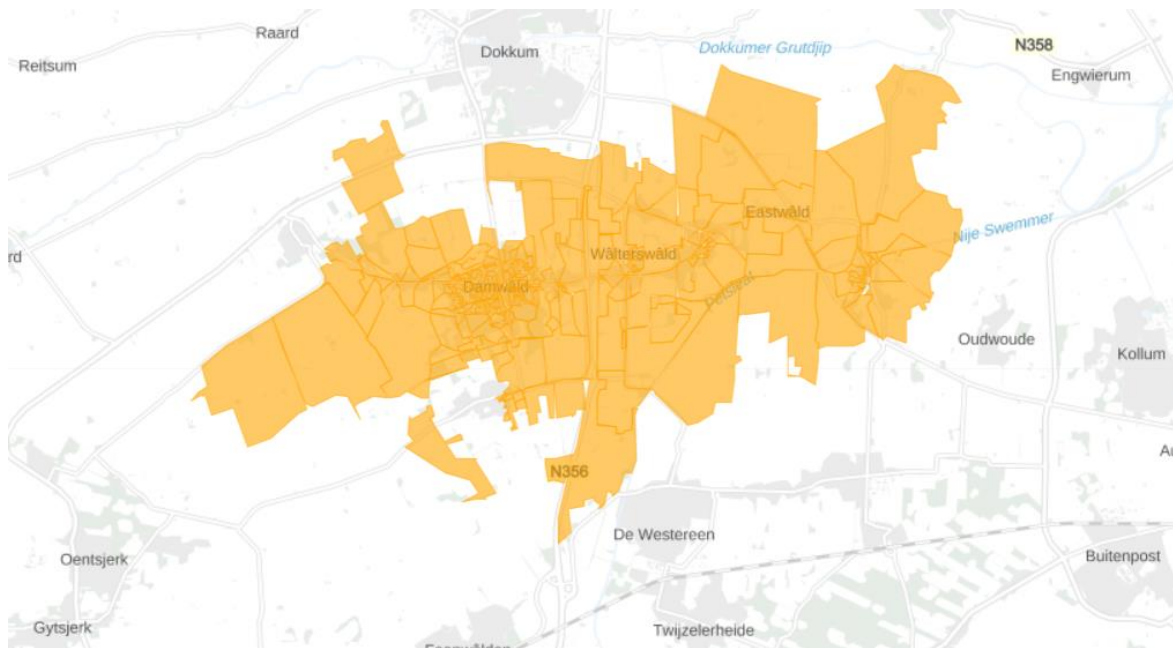 Raard
Dokkum
Dokkumer Grutdjip
N358
Reitsum
Engwierum
Eastwâld
Nije Swemmer
rd
Wâlterswâld
Damwâld
Oudwoude
Kollum
N356
De Westereen
Oentsjerk
Buitenpost
Gytsjerk
Twijzelerheide